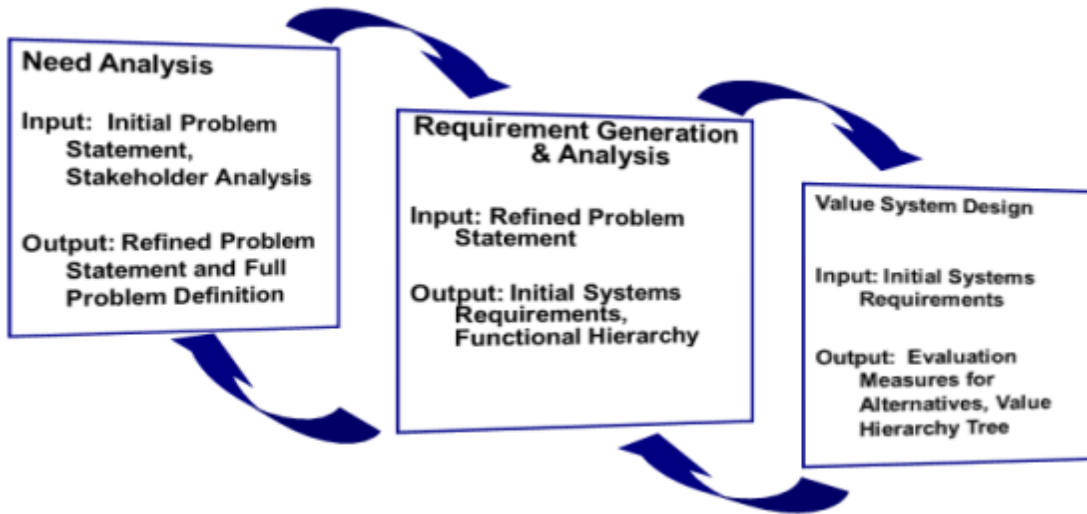 Need Analysis
Input: Initial Problem
Statement,
Stakeholder Analysis
Output: Refined Problem
Statement and Full
Problem Definition
Requirement Generation
& Analysis
Input: Refined Problem
Statement
Output: Initial Systems
Requirements,
Functional Hierarchy
Value System Design
Input: Initial Systems
Requirements
Output: Evaluation
Measures for
Alternatives, Value
Hierarchy Tree